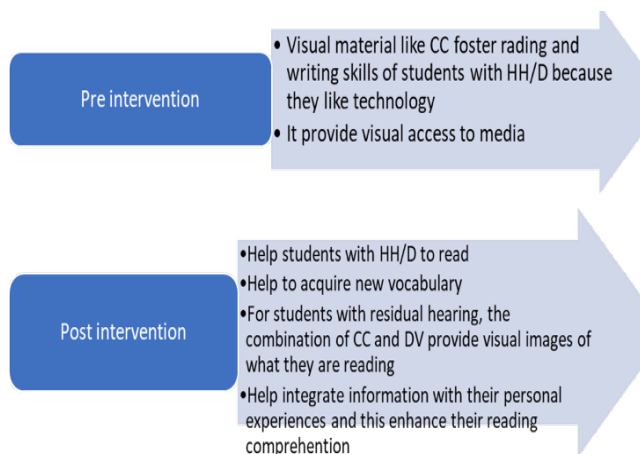 Pre intervention
• Visual material like CC foster rading and
writing skills of students with HH/D because
they like technology
• It provide visual access to media
Post intervention
•Help students with HH/D to read
•Help to acquire new vocabulary
•For students with residual hearing, the
combination of CC and DV provide visual images of
what they are reading
•Help integrate information with their personal
experiences and this enhance their reading
comprehention